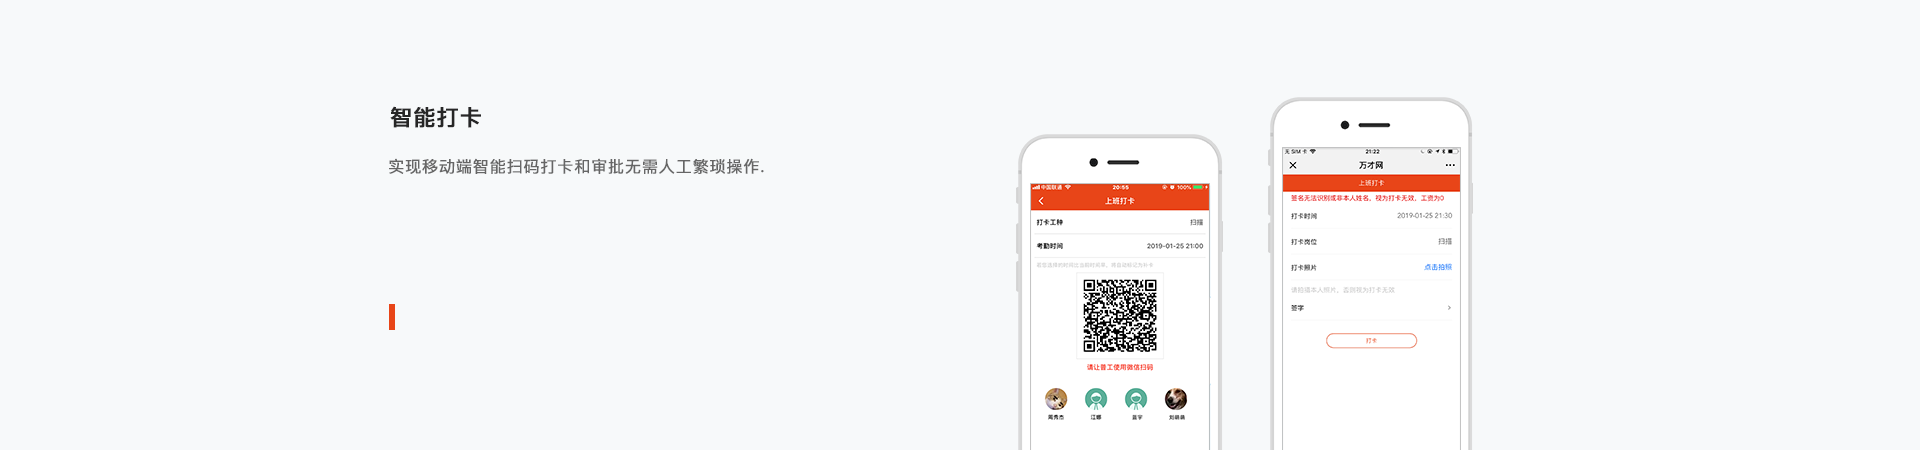 智能打卡
实现移动端智能扫码打卡和审批无需人工繁琐操作.
中国联通
20:55
100%
上班打卡
打卡工种
扫描
考勤时间
2019-01-25 21:00
请让普工使用微信扫码
周秀杰
江娜
无 SIM 卡
21:22
万才网
上班打卡
签名无法识别或非本人姓名，视为打卡无效，工资为0
打卡时间
2019-01-25 21:30
打卡岗位
扫描
打卡照片
点击拍照
请拍摄本人照片，否则视为打卡无效
签字
打卡